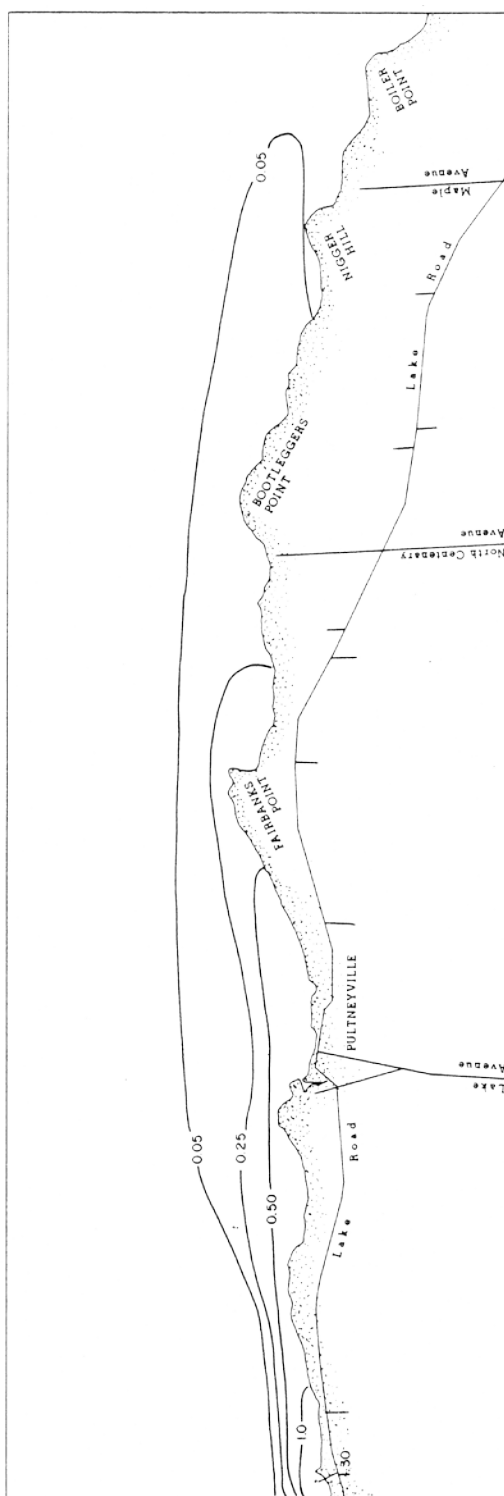 BOILER
POINT
0.05
Maple
Avenue
NIGGER
HILL
Lake Road
BOOTLEGGERS
POINT
North Centenary
Avenue
FAIRBANKS
POINT
PULTNEYVILLE
Lake
Avenue
0.05
0.25
0.50
Lake Road
1.0
1.30